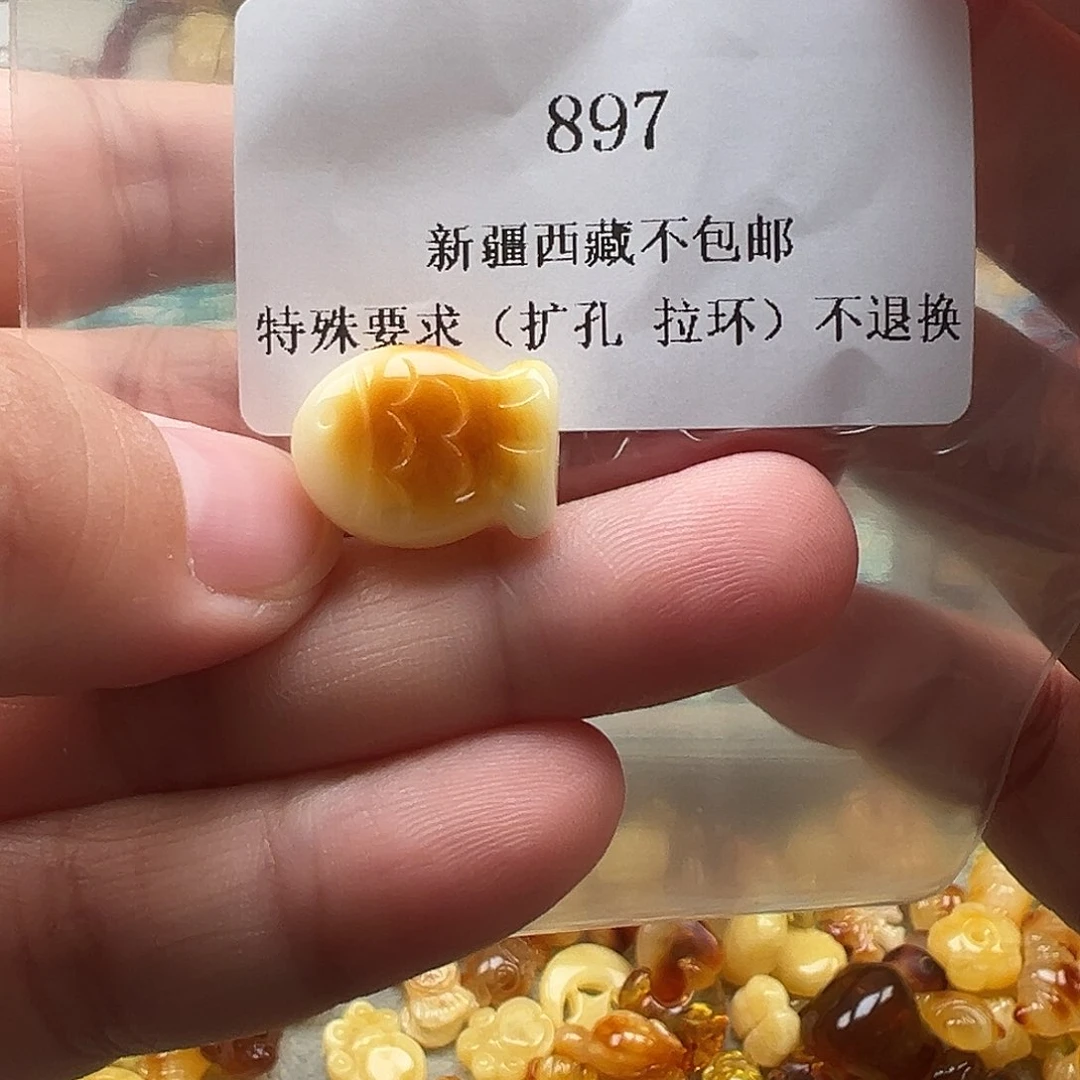 897
新疆西藏不包邮
特殊要求（扩孔 拉环）不退换